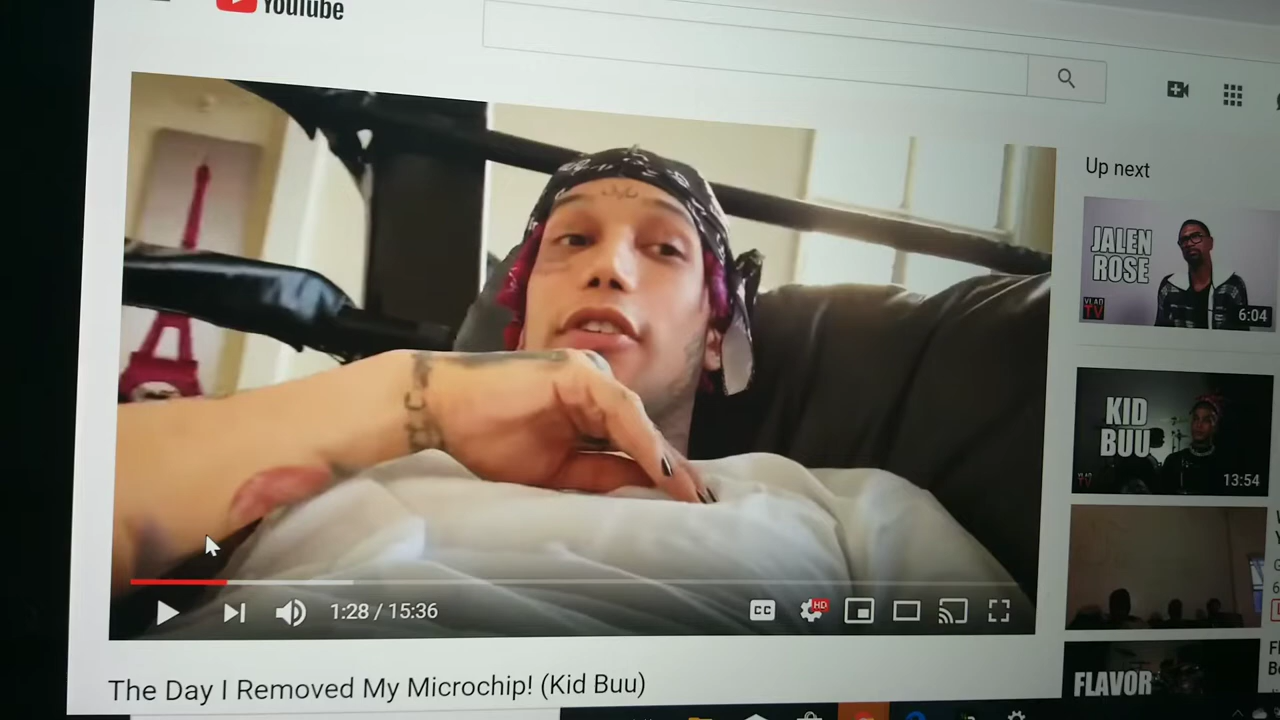 YouTube
Up next
JALEN
ROSE
VLAD
TV
6:04
KID
BUU
13:54
CC
HD
1:28 / 15:36
FLAVOR
The Day I Removed My Microchip! (Kid Buu)